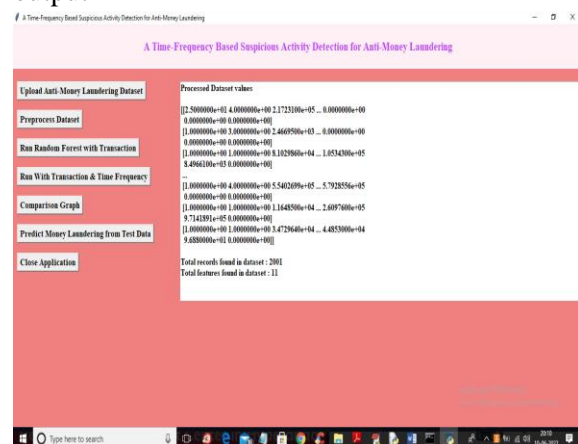 A Time-Frequency Based Suspicious Activity Detection for Anti-Money Laundering
A Time-Frequency Based Suspicious Activity Detection for Anti-Money Laundering
Upload Anti-Money Laundering Dataset
Preprocess Dataset
Run Random Forest with Transaction
Run With Transaction & Time Frequency
Comparison Graph
Predict Money Laundering from Test Data
Close Application
Processed Dataset values
[[2.5000000e+01 4.0000000e+00 2.1723100e+05 ... 0.0000000e+00
0.0000000e+00 0.0000000e+00]
[1.0000000e+00 3.0000000e+00 2.4669500e+03 ... 0.0000000e+00
0.0000000e+00 0.0000000e+00]
[1.0000000e+00 1.0000000e+00 8.1029860e+04 ... 1.0534300e+05
8.4966100e+03 0.0000000e+00]
...
[1.0000000e+00 4.0000000e+00 5.5402699e+05 ... 5.7928556e+05
0.0000000e+00 0.0000000e+00]
[1.0000000e+00 1.0000000e+00 1.1648500e+04 ... 2.6097600e+05
9.7141891e+05 0.0000000e+00]
[1.0000000e+00 1.0000000e+00 3.4729640e+04 ... 4.4853000e+04
9.6880000e+01 0.0000000e+00]]
Total records found in dataset : 2001
Total features found in dataset : 11
Type here to search
20:10